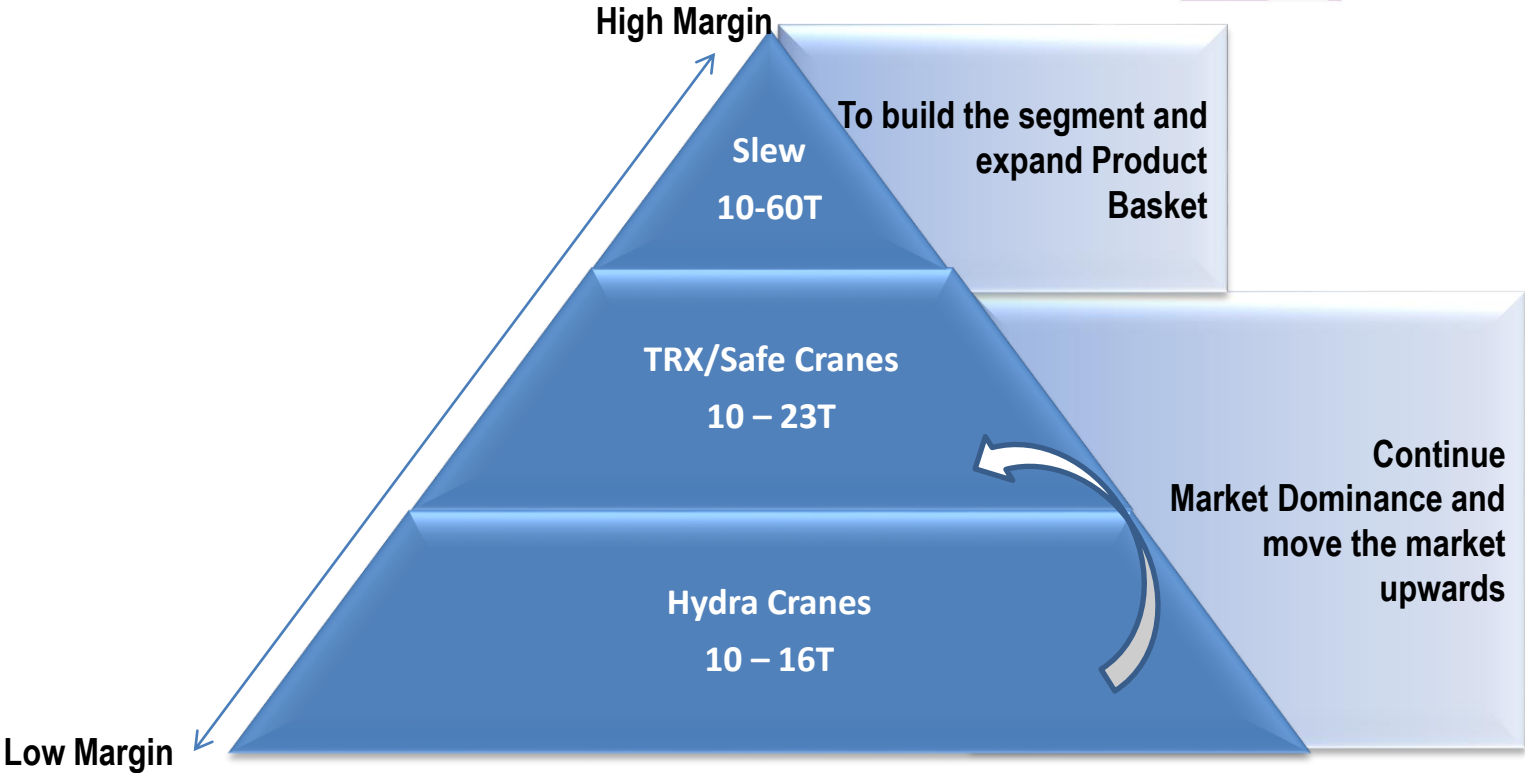 High Margin
To build the segment and
expand Product
Basket
Slew
10-60T
TRX/Safe Cranes
10 – 23T
Continue
Market Dominance and
move the market
upwards
Hydra Cranes
10 – 16T
Low Margin